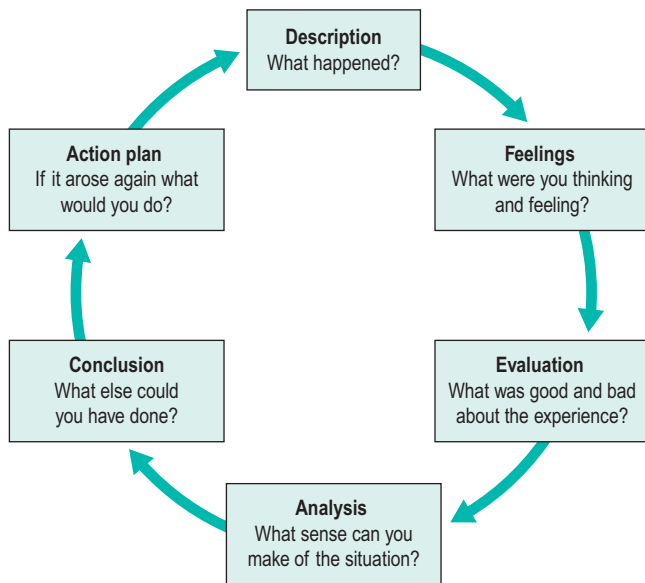 Description
What happened?
Feelings
What were you thinking
and feeling?
Evaluation
What was good and bad
about the experience?
Analysis
What sense can you
make of the situation?
Conclusion
What else could
you have done?
Action plan
If it arose again what
would you do?